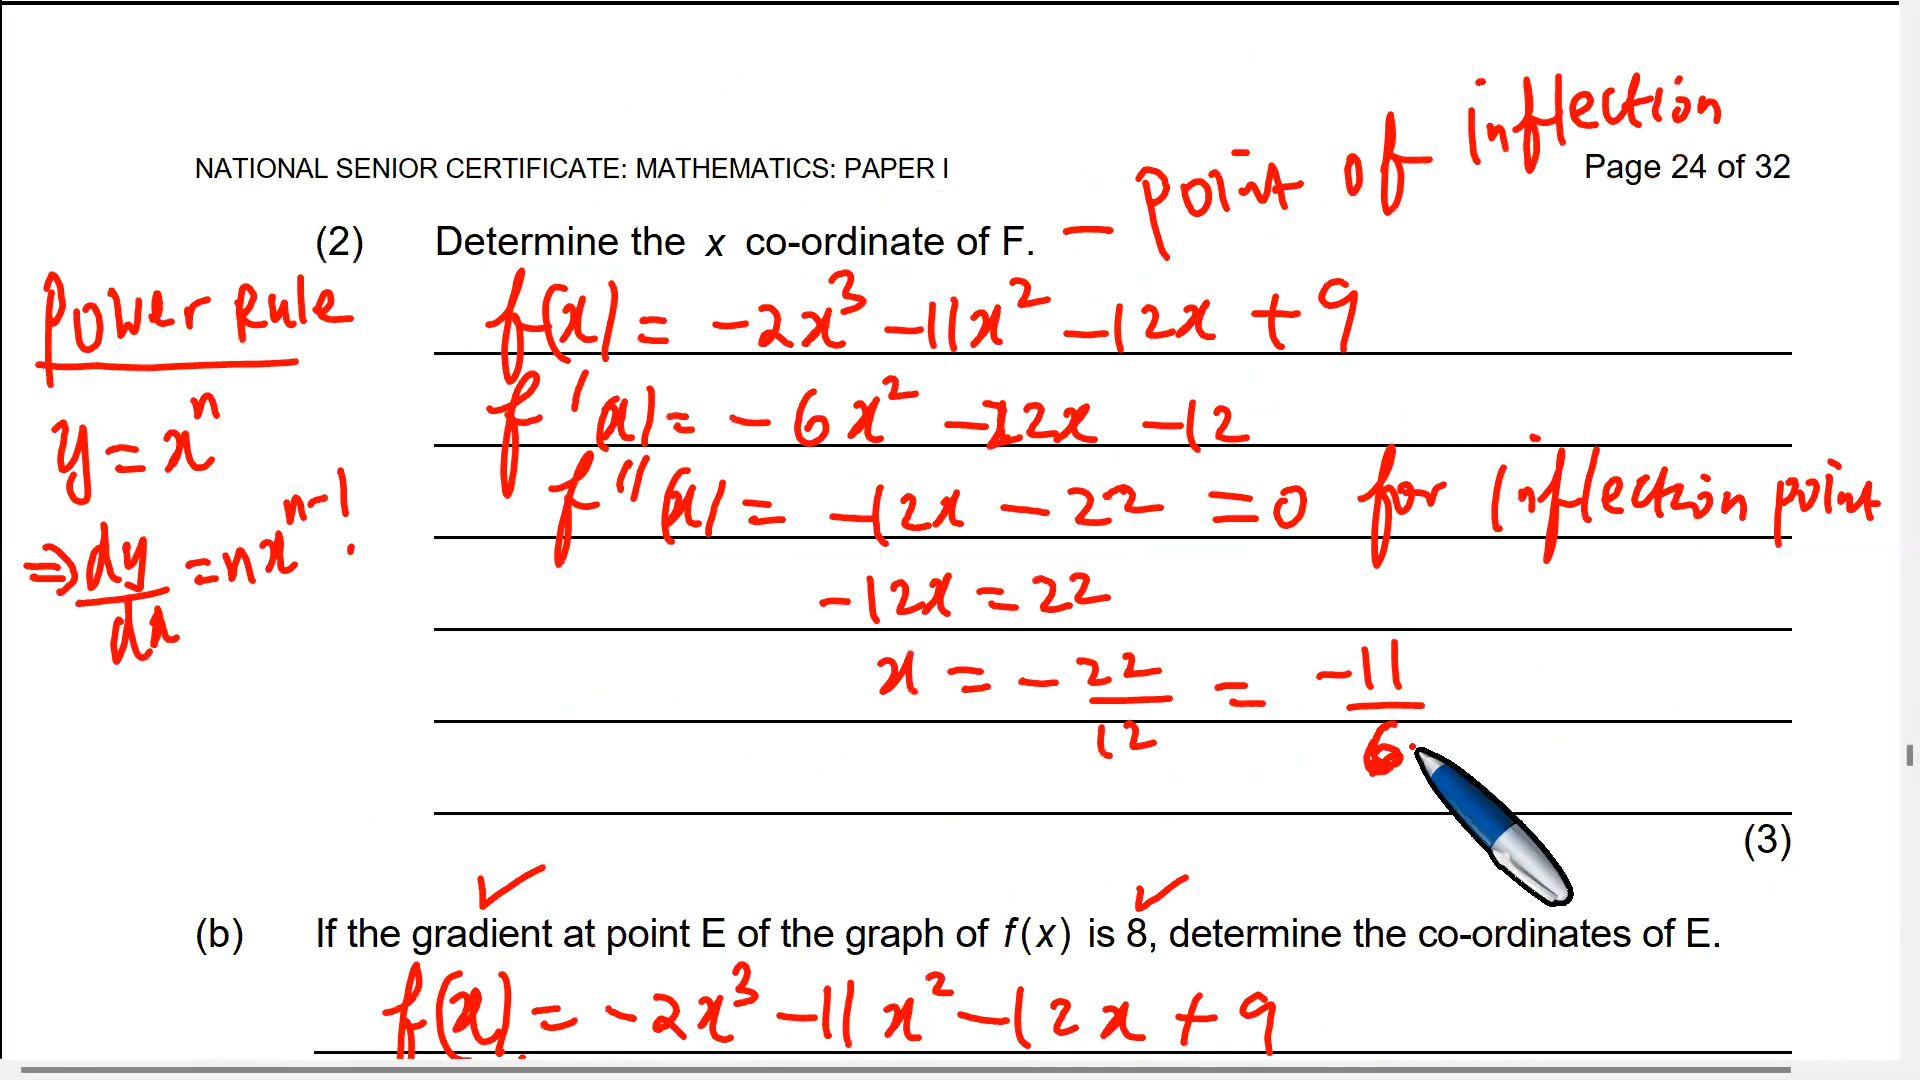 NATIONAL SENIOR CERTIFICATE: MATHEMATICS: PAPER I Page 24 of 32
(2) Determine the x co-ordinate of F. – point of inflection
f(x) = -2x³ -11x² -12x + 9
f'(x) = -6x² -22x -12
f''(x) = -12x - 22 = 0 for inflection point
-12x = 22
x = -22/12 = -11/6
Power Rule
y = xⁿ
⇒ dy/dx = nxⁿ⁻¹.
(3)
(b) If the gradient at point E of the graph of f(x) is 8, determine the co-ordinates of E.
f(x) = -2x³ -11x² -12x + 9